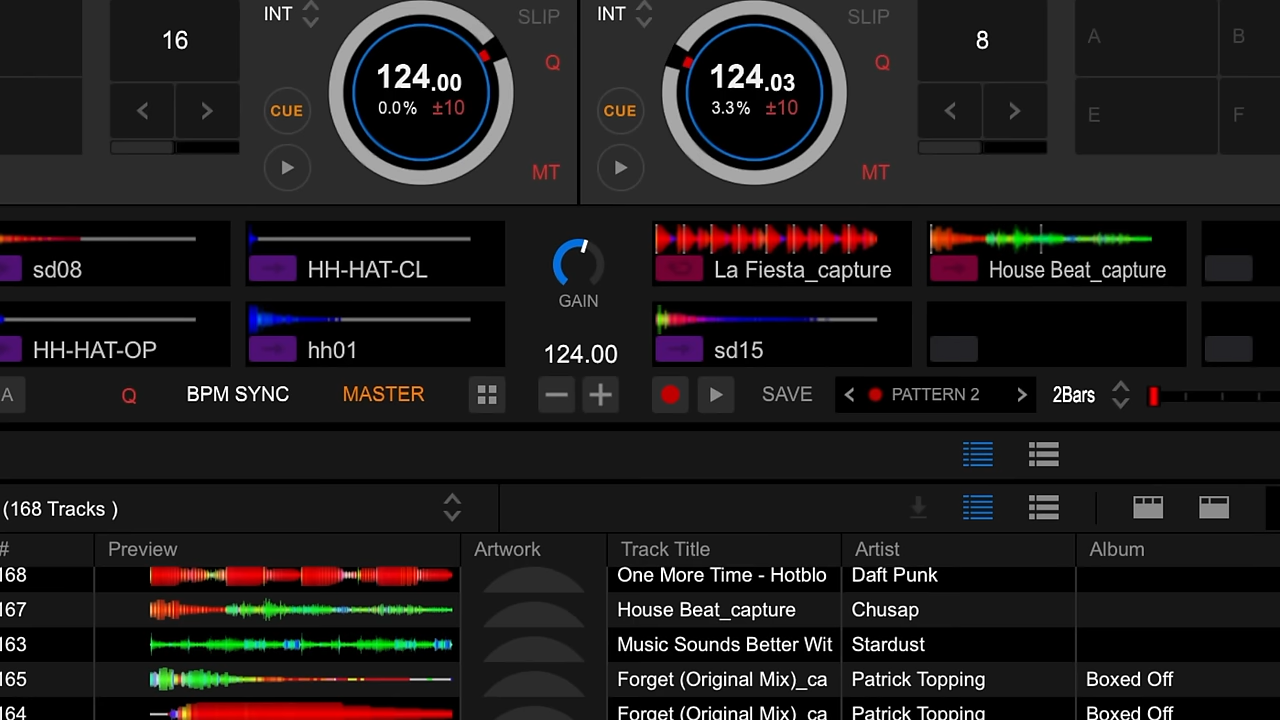 INT SLIP INT SLIP
16 8 A B
Q Q
124.00 124.03
0.0% ±10 3.3% ±10
CUE CUE
E F
MT MT
sd08 HH-HAT-CL La Fiesta_capture House Beat_capture
GAIN
HH-HAT-OP hh01 124.00 sd15
A Q BPM SYNC MASTER SAVE PATTERN 2 2Bars
(168 Tracks )
# Preview Artwork Track Title Artist Album
168 One More Time - Hotblo Daft Punk
167 House Beat_capture Chusap
163 Music Sounds Better Wit Stardust
165 Forget (Original Mix)_ca Patrick Topping Boxed Off
164 Forget (Original Mix)_ca Patrick Topping Boxed Off